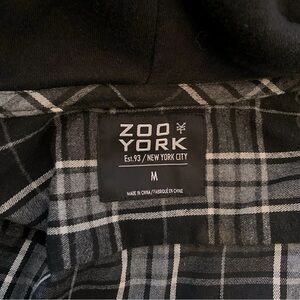 ZOO
YORK
Est.93 / NEW YORK CITY
M
MADE IN CHINA / FABRIQUÉ EN CHINE